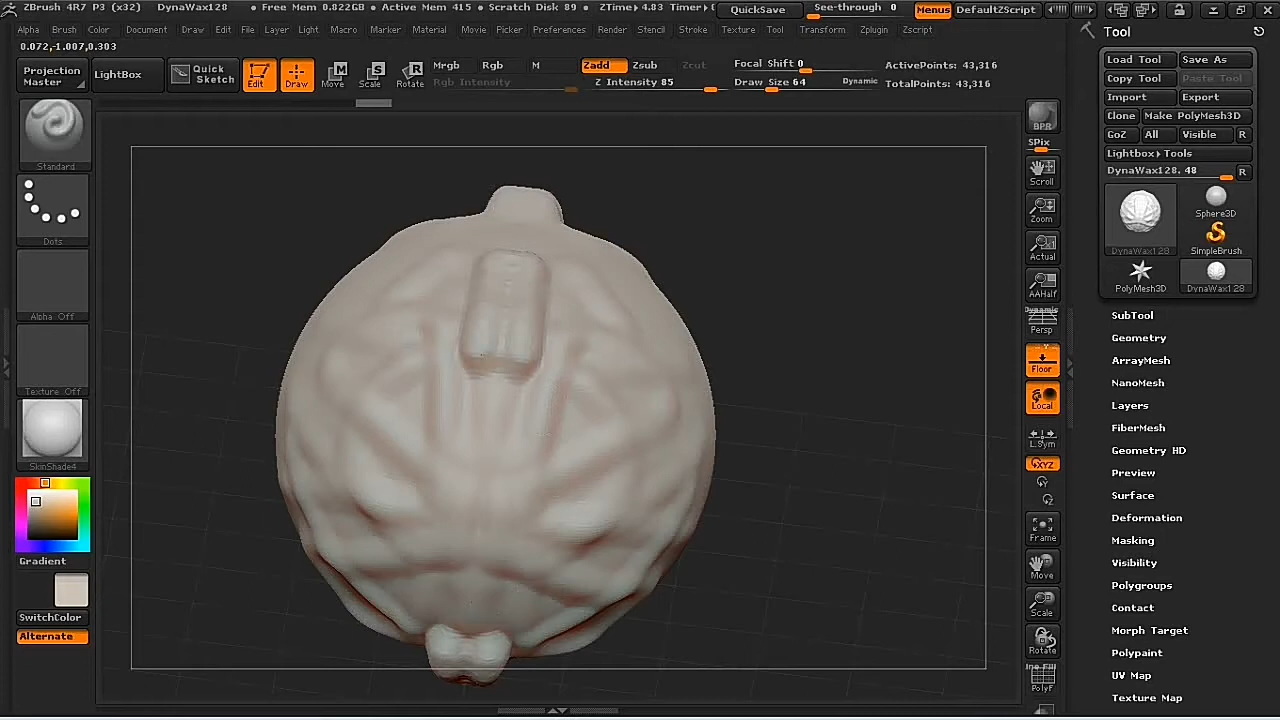 ZBrush 4R7 P3 (x32) DynaWax128 • Free Mem 0.822GB • Active Mem 415 • Scratch Disk 89 • ZTime▸4.83 Timer▸ QuickSave See-through 0 Menus DefaultZScript
Alpha Brush Color Document Draw Edit File Layer Light Macro Marker Material Movie Picker Preferences Render Stencil Stroke Texture Tool Transform Zplugin Zscript
0.072,-1.007,0.303
Projection Master
LightBox
Quick Sketch
Edit
Draw
Move
Scale
Rotate
Mrgb Rgb M
Rgb Intensity
Zadd Zsub Zcut
Z Intensity 85
Focal Shift 0
Draw Size 64
Dynamic
ActivePoints: 43,316
TotalPoints: 43,316
Standard
Dots
Alpha Off
Texture Off
SkinShade4
Gradient
SwitchColor
Alternate
BPR
SPix
Scroll
Zoom
Actual
AAHalf
Dynamic
Persp
Floor
Local
L.Sym
XYZ
Frame
Move
Scale
Rotate
Line Fill
PolyF
Tool
Load Tool Save As
Copy Tool Paste Tool
Import Export
Clone Make PolyMesh3D
GoZ All Visible R
Lightbox▸Tools
DynaWax128. 48 R
DynaWax128
Sphere3D
SimpleBrush
PolyMesh3D
DynaWax128
SubTool
Geometry
ArrayMesh
NanoMesh
Layers
FiberMesh
Geometry HD
Preview
Surface
Deformation
Masking
Visibility
Polygroups
Contact
Morph Target
Polypaint
UV Map
Texture Map